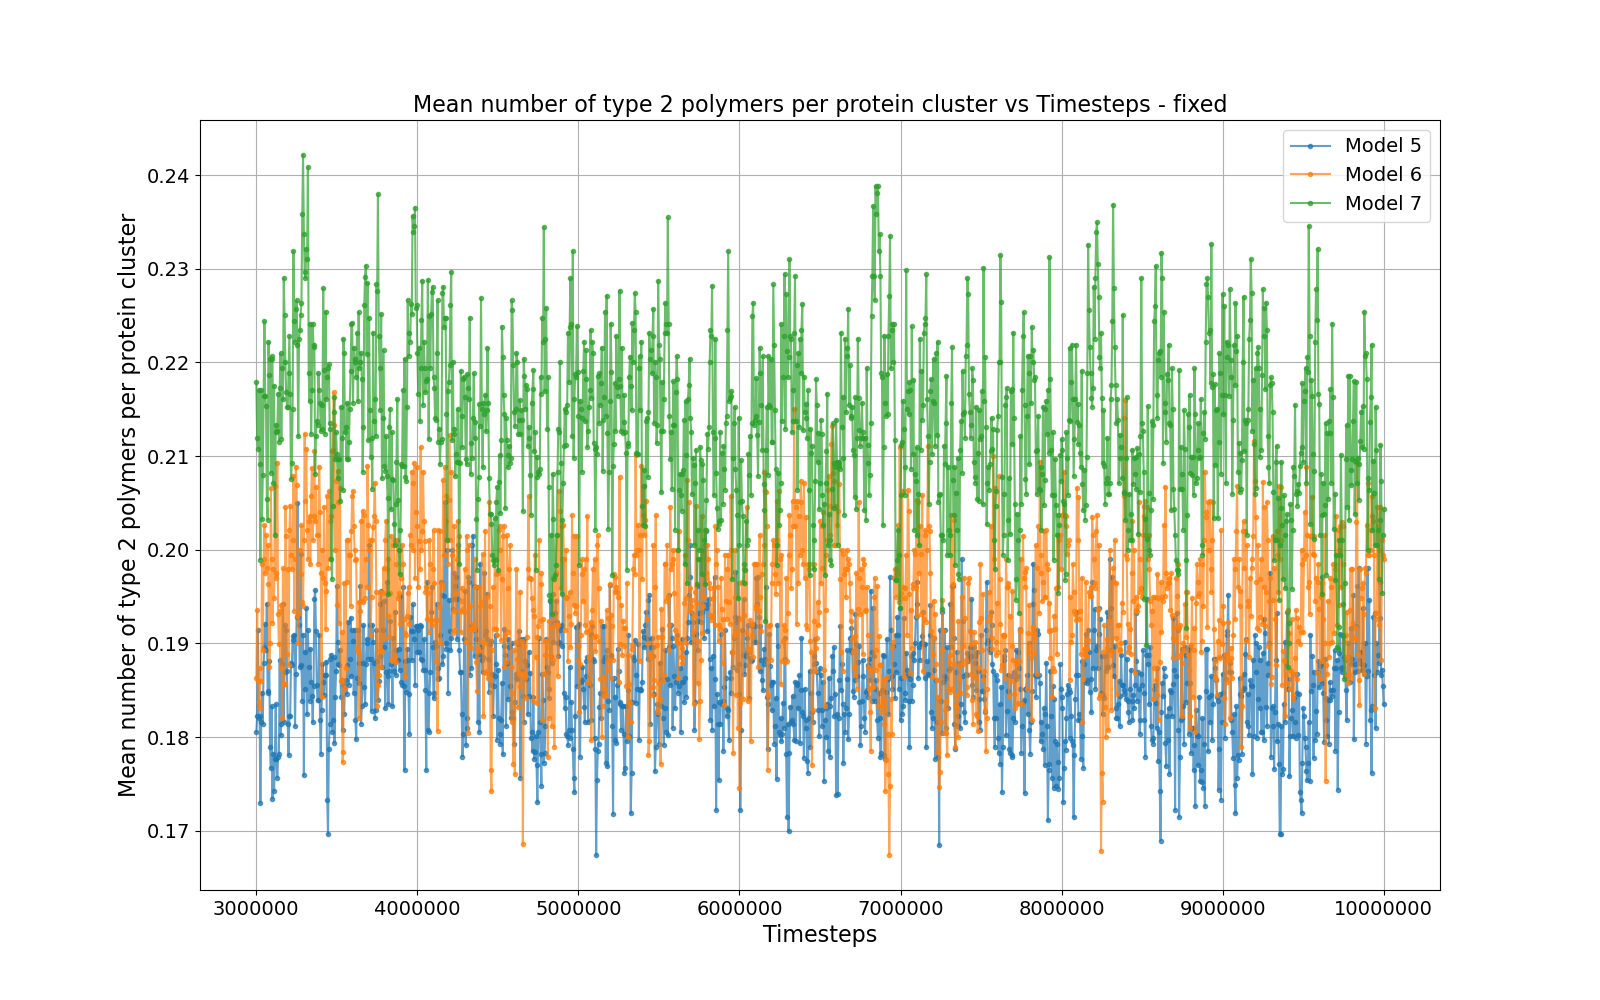 Mean number of type 2 polymers per protein cluster vs Timesteps - fixed
Model 5
Model 6
Model 7
Mean number of type 2 polymers per protein cluster
0.24
0.23
0.22
0.21
0.20
0.19
0.18
0.17
3000000 4000000 5000000 6000000 7000000 8000000 9000000 10000000
Timesteps